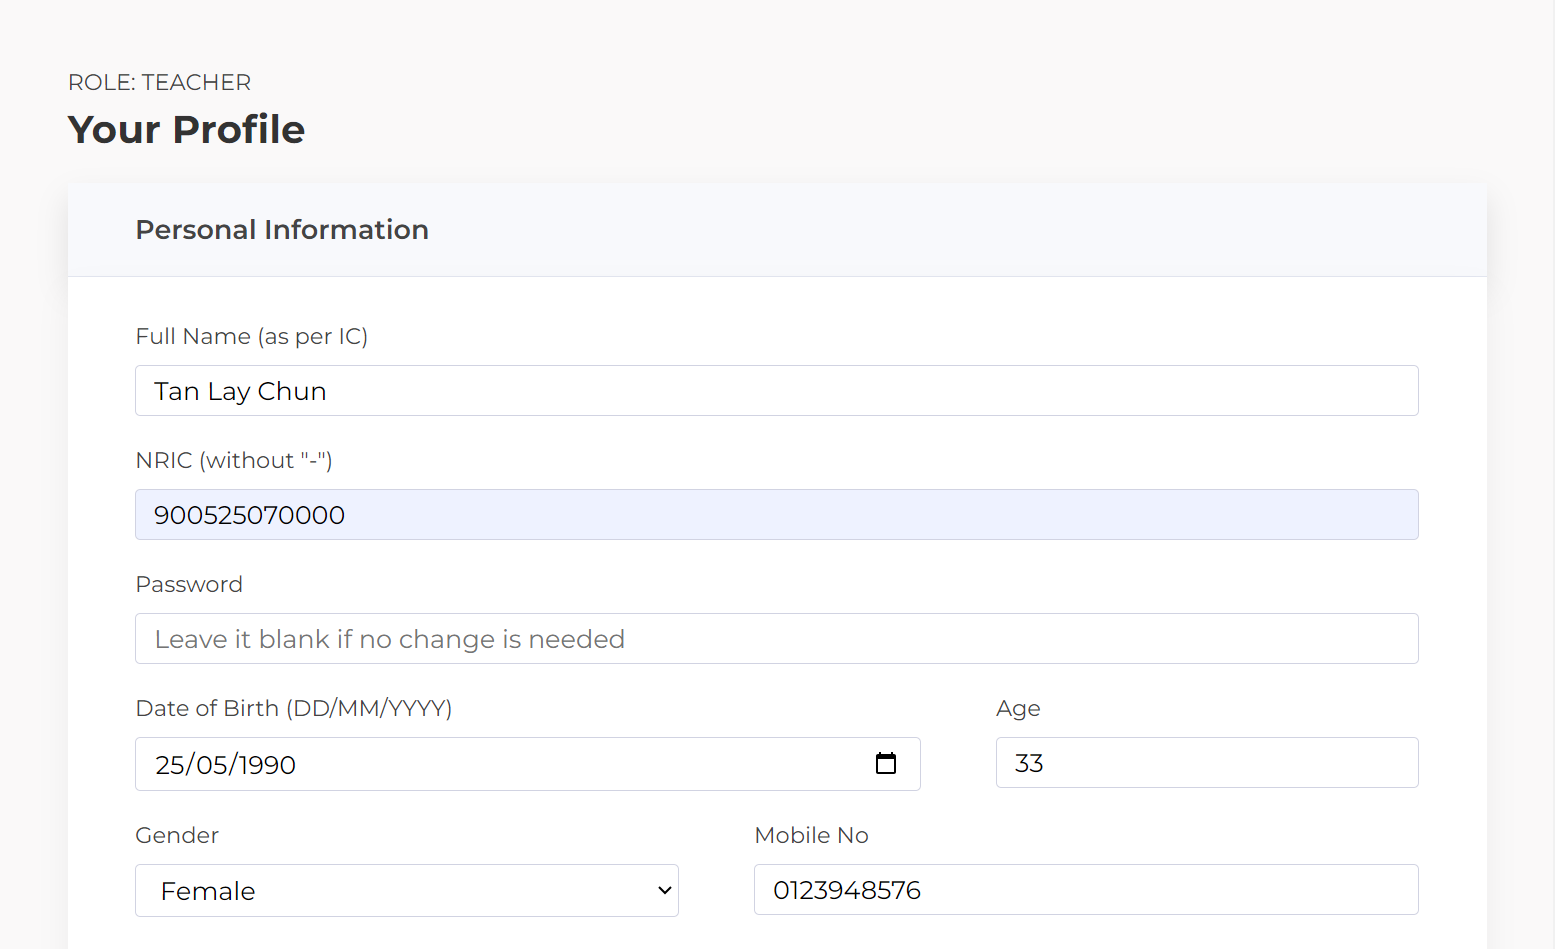 ROLE: TEACHER
Your Profile
Personal Information
Full Name (as per IC)
Tan Lay Chun
NRIC (without "-")
900525070000
Password
Leave it blank if no change is needed
Date of Birth (DD/MM/YYYY)
Age
25/05/1990
33
Gender
Mobile No
Female
0123948576